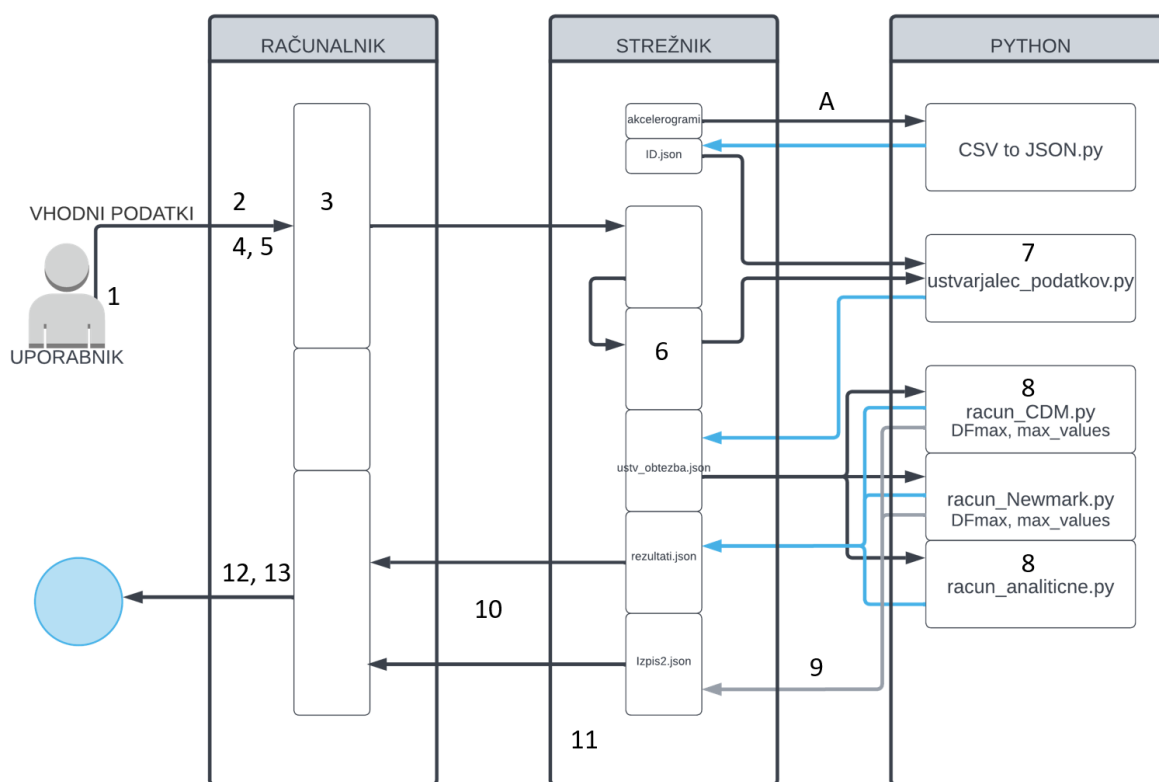 RAČUNALNIK
STREŽNIK
PYTHON
A
akcelerogrami
ID.json
CSV to JSON.py
VHODNI PODATKI
2
3
4, 5
1
UPORABNIK
7
ustvarjalec_podatkov.py
6
8
racun_CDM.py
DFmax, max_values
ustv_obtezba.json
racun_Newmark.py
DFmax, max_values
rezultati.json
8
racun_analiticne.py
12, 13
10
Izpis2.json
9
11